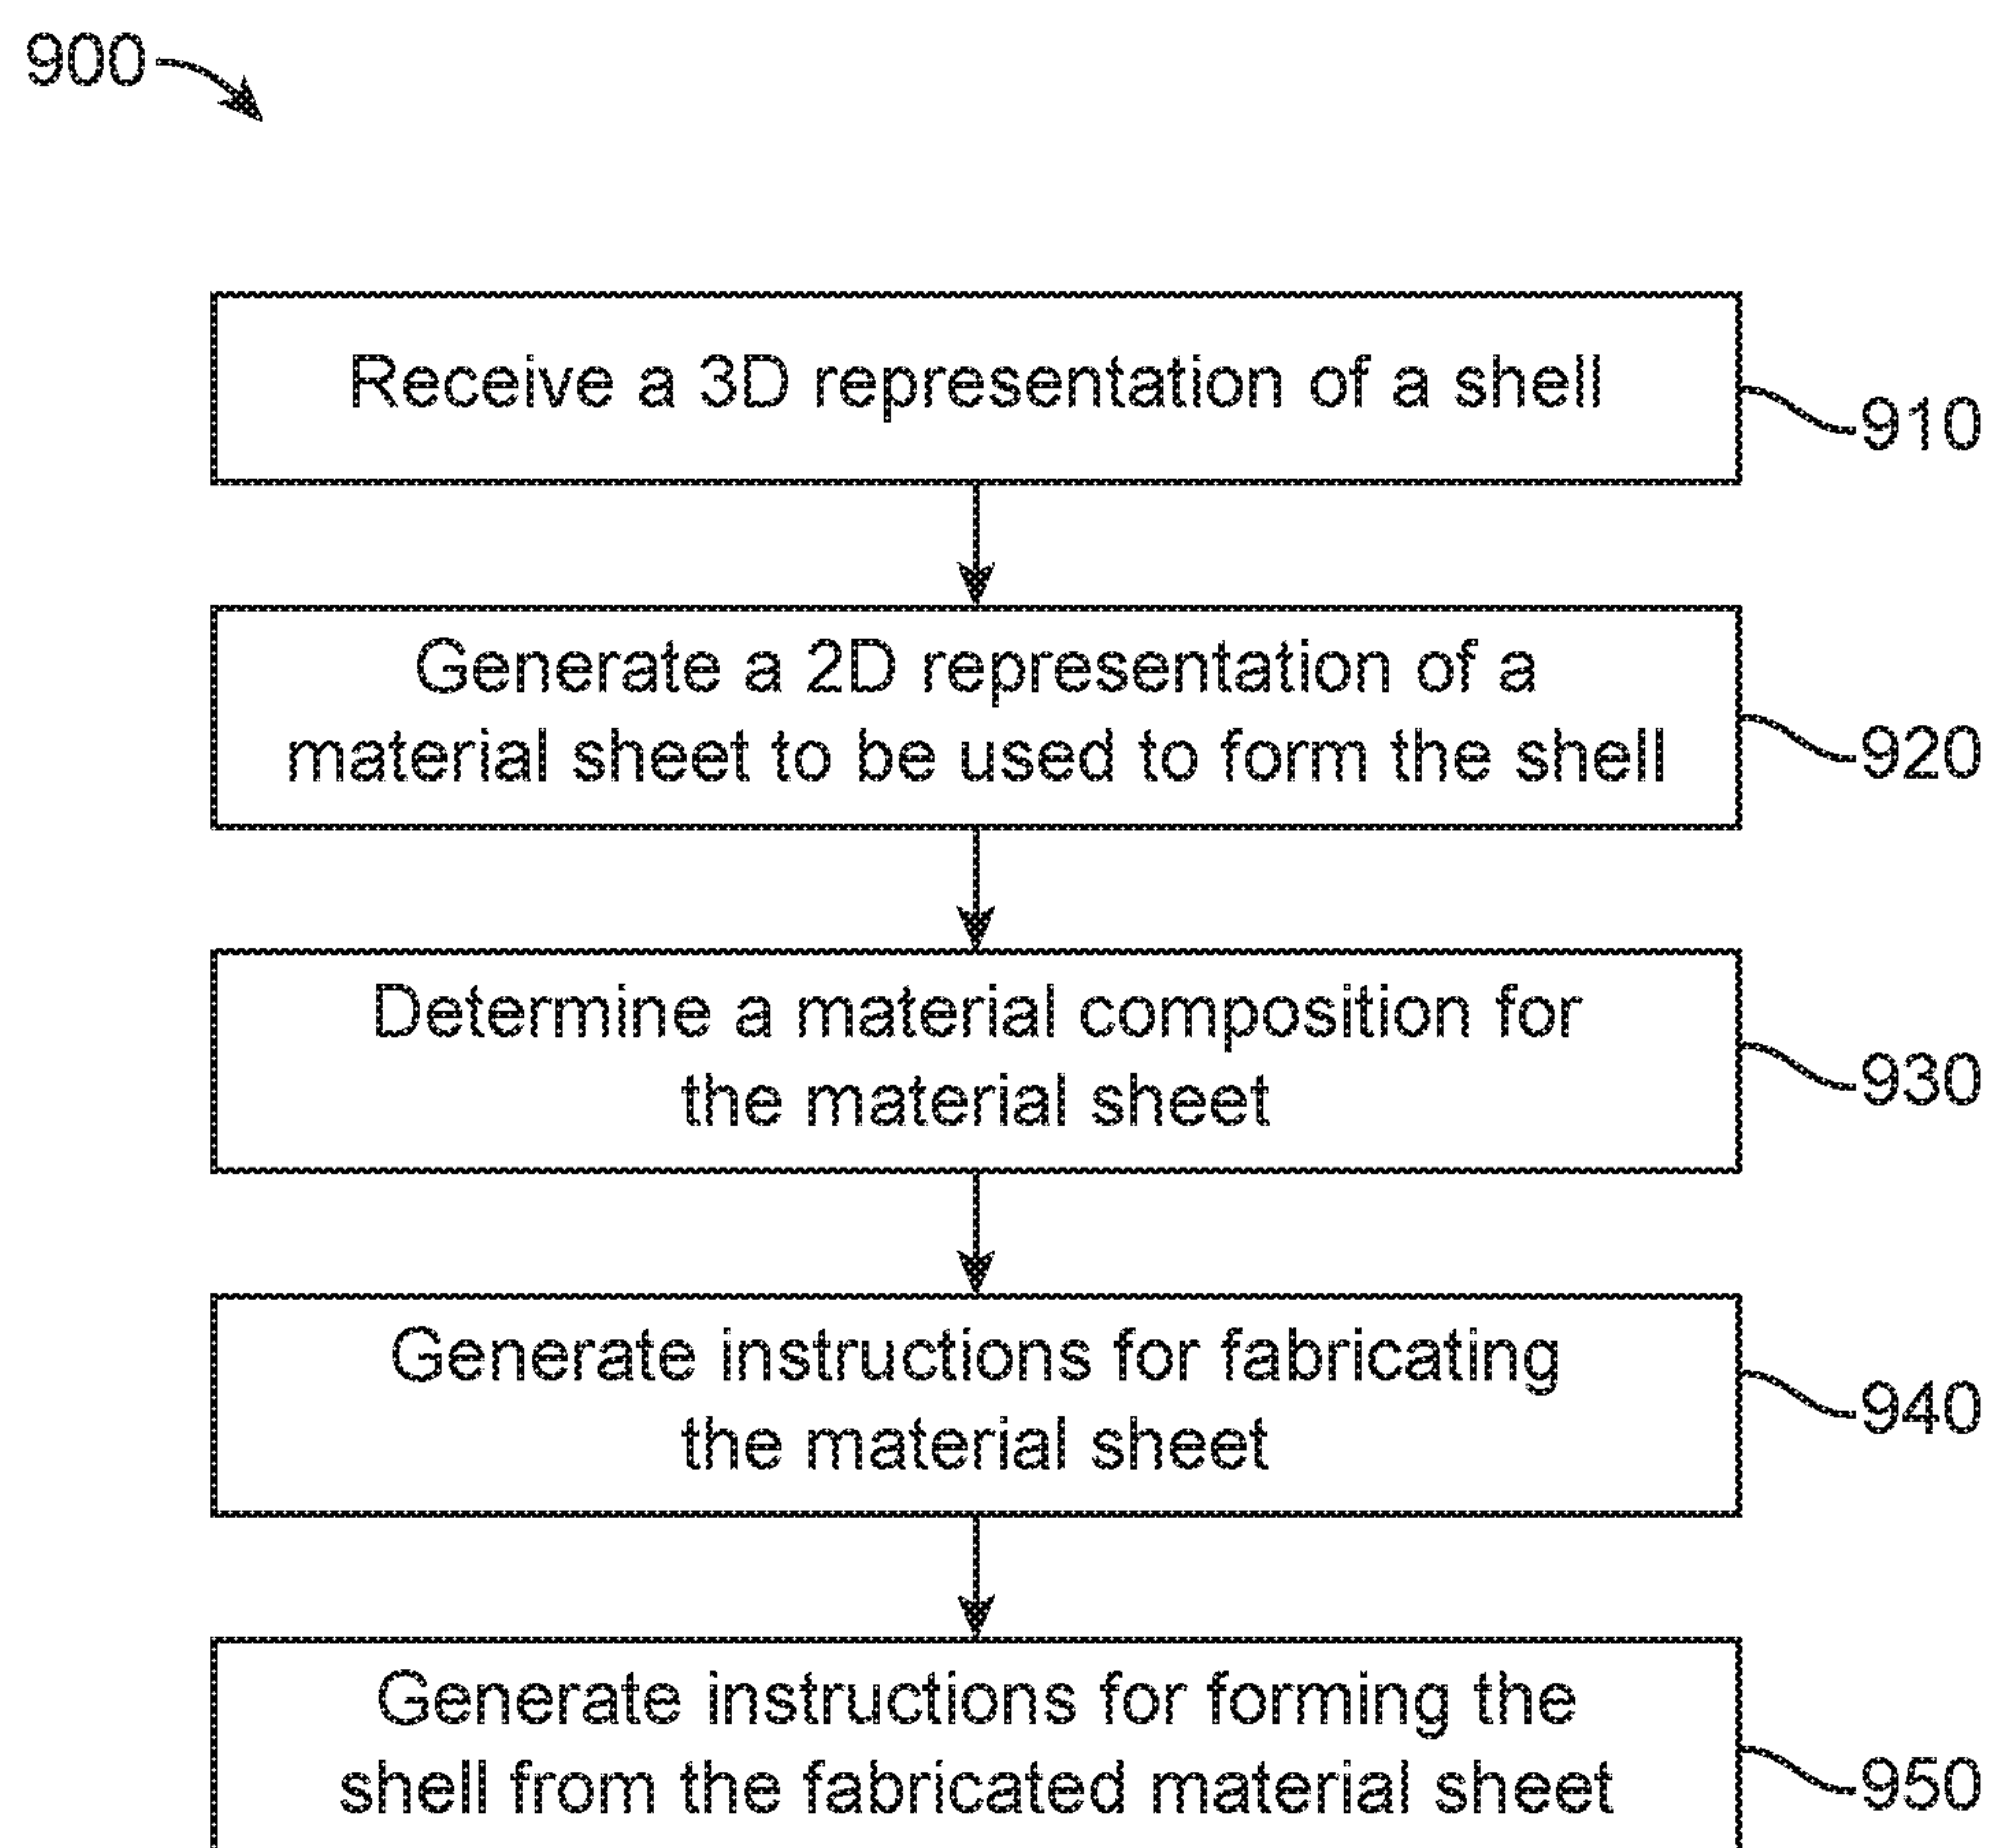 900
Receive a 3D representation of a shell
910
Generate a 2D representation of a
material sheet to be used to form the shell
920
Determine a material composition for
the material sheet
930
Generate instructions for fabricating
the material sheet
940
Generate instructions for forming the
shell from the fabricated material sheet
950